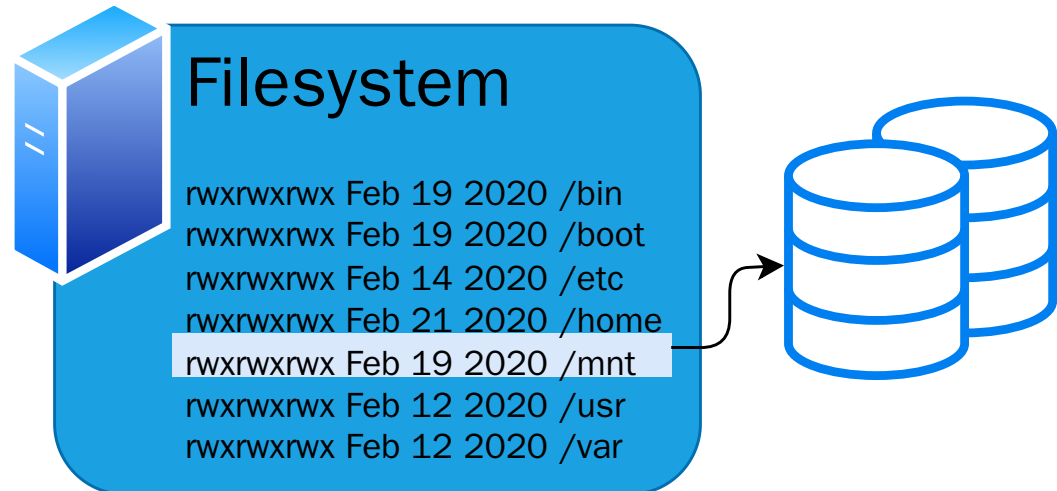 Filesystem
rwxrwxrwx Feb 19 2020 /bin
rwxrwxrwx Feb 19 2020 /boot
rwxrwxrwx Feb 14 2020 /etc
rwxrwxrwx Feb 21 2020 /home
rwxrwxrwx Feb 19 2020 /mnt
rwxrwxrwx Feb 12 2020 /usr
rwxrwxrwx Feb 12 2020 /var